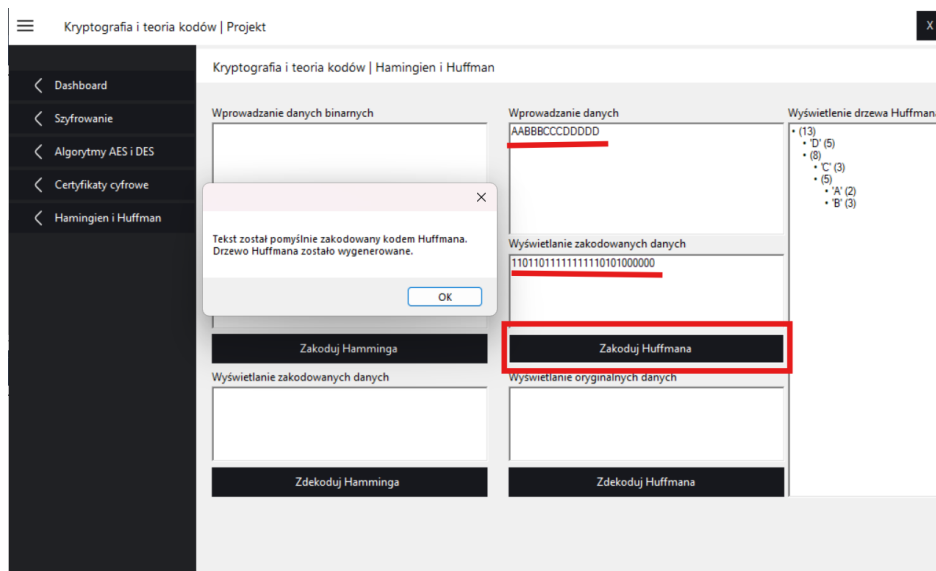 Kryptografia i teoria kodów | Projekt
X
Dashboard
Szyfrowanie
Algorytmy AES i DES
Certyfikaty cyfrowe
Hamingien i Huffman
Kryptografia i teoria kodów | Hamingien i Huffman
Wprowadzanie danych binarnych
Tekst został pomyślnie zakodowany kodem Huffmana.
Drzewo Huffmana zostało wygenerowane.
OK
Zakoduj Hamminga
Wyświetlanie zakodowanych danych
Zdekoduj Hamminga
Wprowadzanie danych
AABBBCCCDDDDD
Wyświetlanie zakodowanych danych
11011011111111110101000000
Zakoduj Huffmana
Wyświetlanie oryginalnych danych
Zdekoduj Huffmana
Wyświetlenie drzewa Huffmana
• (13)
• 'D' (5)
• (8)
• 'C' (3)
• (5)
• 'A' (2)
• 'B' (3)